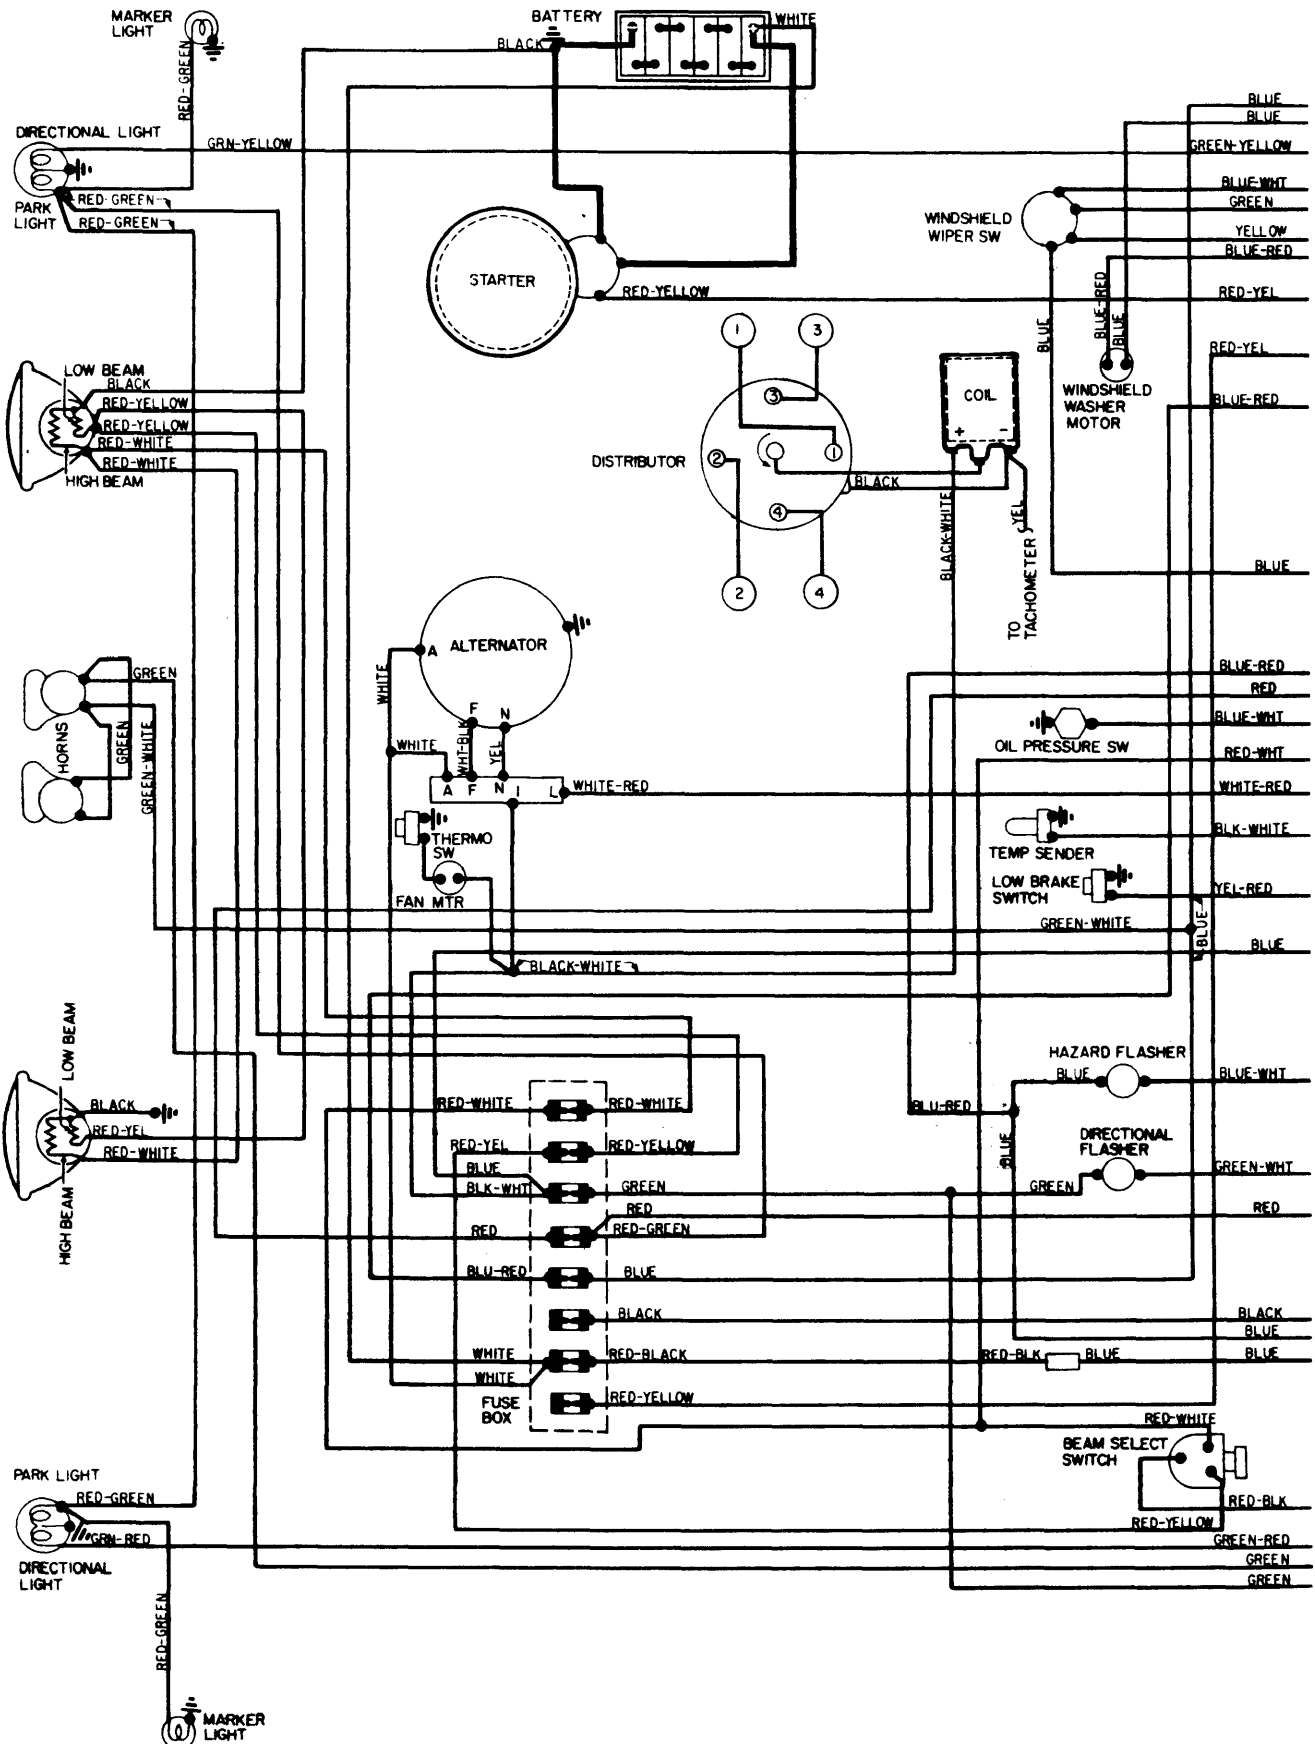 MARKER
LIGHT
BATTERY
WHITE
BLACK
RED-GREEN
DIRECTIONAL LIGHT
GRN-YELLOW
PARK
LIGHT
RED-GREEN
RED-GREEN
BLUE
BLUE
GREEN-YELLOW
BLUE-WHT
GREEN
YELLOW
BLUE-RED
RED-YEL
WINDSHIELD
WIPER SW
STARTER
RED-YELLOW
BLUE
BLUE-RED
BLUE
RED-YEL
WINDSHIELD
WASHER
MOTOR
BLUE-RED
1
3
3
2
1
4
2
4
DISTRIBUTOR
COIL
+ -
BLACK
BLACK-WHITE
YEL
TO
TACHOMETER
BLUE
LOW BEAM
BLACK
RED-YELLOW
RED-YELLOW
RED-WHITE
RED-WHITE
HIGH BEAM
ALTERNATOR
A
F
N
WHITE
WHITE
WHT-BLK
YEL
A F N I L
WHITE-RED
HORNS
GREEN
GREEN
GREEN-WHITE
THERMO
SW
FAN MTR
BLUE-RED
RED
BLUE-WHT
OIL PRESSURE SW
RED-WHT
WHITE-RED
BLK-WHITE
TEMP SENDER
LOW BRAKE
SWITCH
YEL-RED
GREEN-WHITE
BLUE
BLUE
BLACK-WHITE
LOW BEAM
BLACK
RED-YEL
RED-WHITE
HIGH BEAM
HAZARD FLASHER
BLUE
BLUE-WHT
BLU-RED
BLUE
DIRECTIONAL
FLASHER
GREEN
GREEN-WHT
RED-WHITE
RED-WHITE
RED-YEL
RED-YELLOW
BLUE
BLK-WHT
GREEN
RED
RED
RED
RED-GREEN
BLU-RED
BLUE
BLACK
BLACK
BLUE
WHITE
RED-BLACK
RED-BLK
BLUE
BLUE
WHITE
RED-YELLOW
FUSE
BOX
RED-WHITE
BEAM SELECT
SWITCH
RED-BLK
RED-YELLOW
PARK LIGHT
RED-GREEN
GRN-RED
DIRECTIONAL
LIGHT
GREEN-RED
GREEN
GREEN
RED-GREEN
MARKER
LIGHT